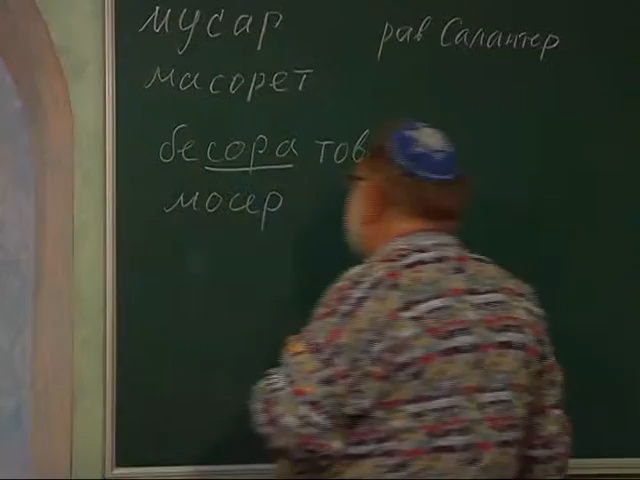 мусар
рав Салантер
масорет
бесора тов
мосер